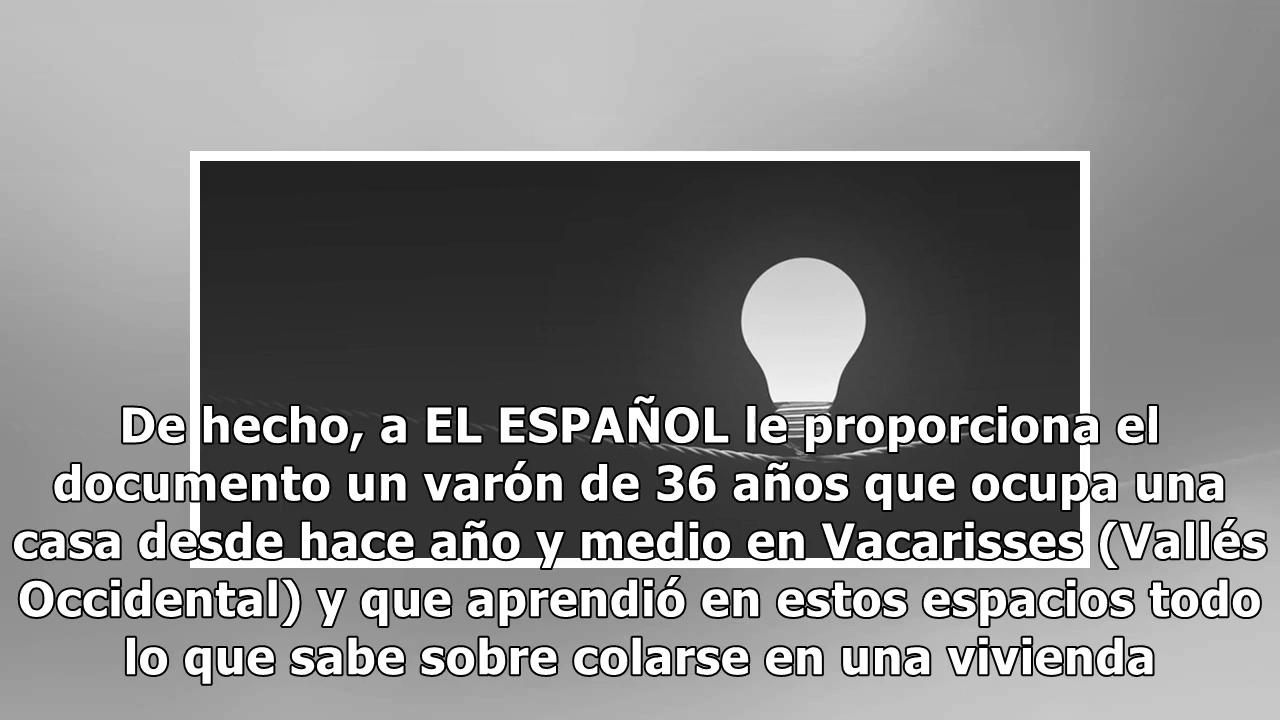 De hecho, a EL ESPAÑOL le proporciona el
documento un varón de 36 años que ocupa una
casa desde hace año y medio en Vacarisses (Vallés
Occidental) y que aprendió en estos espacios todo
lo que sabe sobre colarse en una vivienda